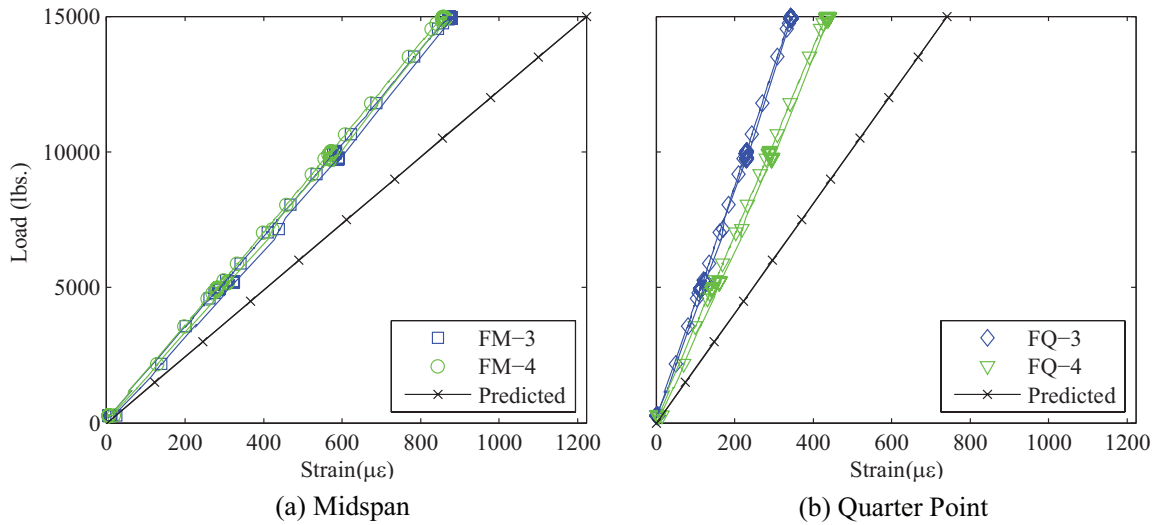 15000
10000
5000
0
Load (lbs.)
FM−3
FM−4
Predicted
0 200 400 600 800 1000 1200
Strain(με)
(a) Midspan
FQ−3
FQ−4
Predicted
0 200 400 600 800 1000 1200
Strain(με)
(b) Quarter Point